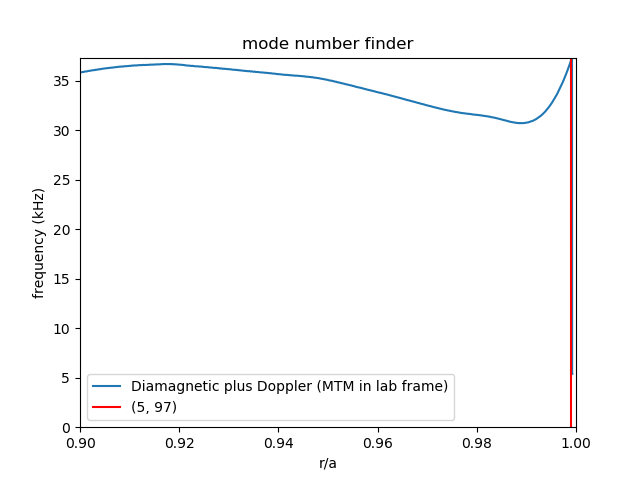 mode number finder
frequency (kHz)
35
30
25
20
15
10
5
0
Diamagnetic plus Doppler (MTM in lab frame)
(5, 97)
0.90 0.92 0.94 0.96 0.98 1.00
r/a